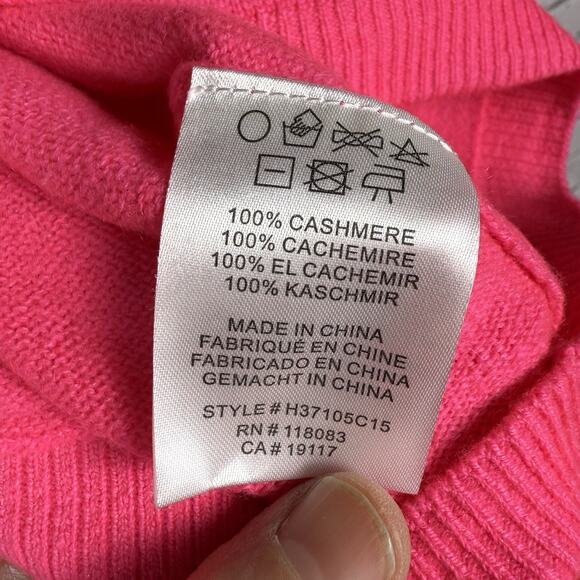 100% CASHMERE
100% CACHEMIRE
100% EL CACHEMIR
100% KASCHMIR
MADE IN CHINA
FABRIQUÉ EN CHINE
FABRICADO EN CHINA
GEMACHT IN CHINA
STYLE # H37105C15
RN # 118083
CA # 19117